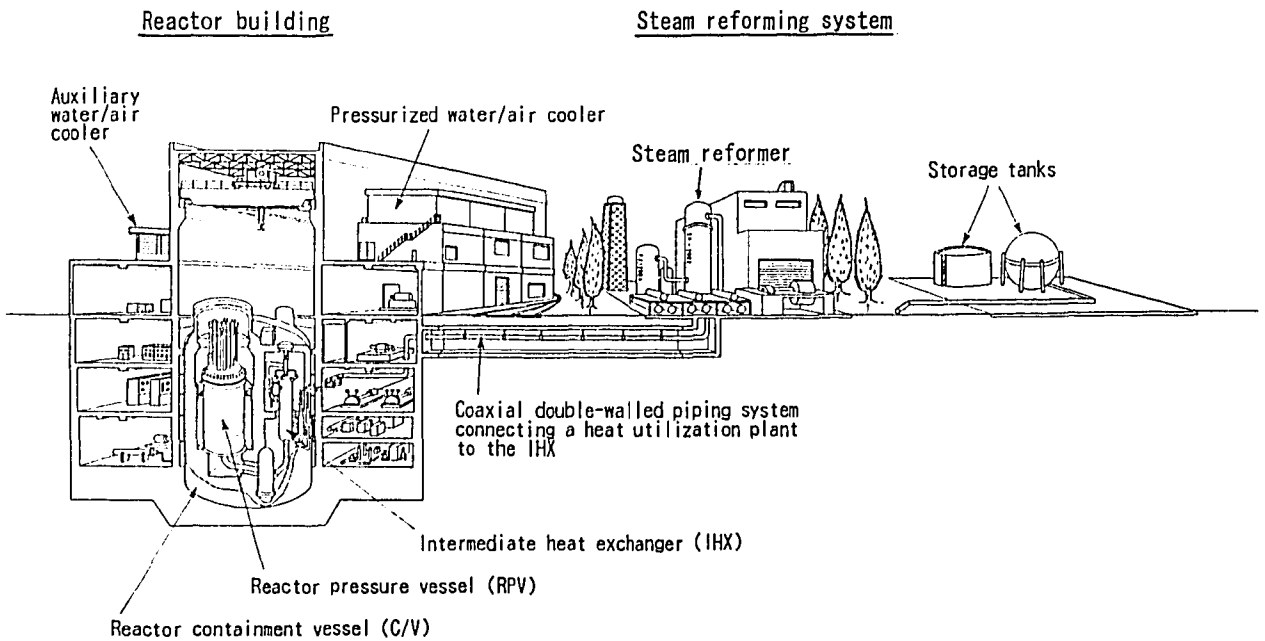 Reactor building
Steam reforming system
Auxiliary
water/air
cooler
Pressurized water/air cooler
Steam reformer
Storage tanks
Coaxial double-walled piping system
connecting a heat utilization plant
to the IHX
Intermediate heat exchanger (IHX)
Reactor pressure vessel (RPV)
Reactor containment vessel (C/V)